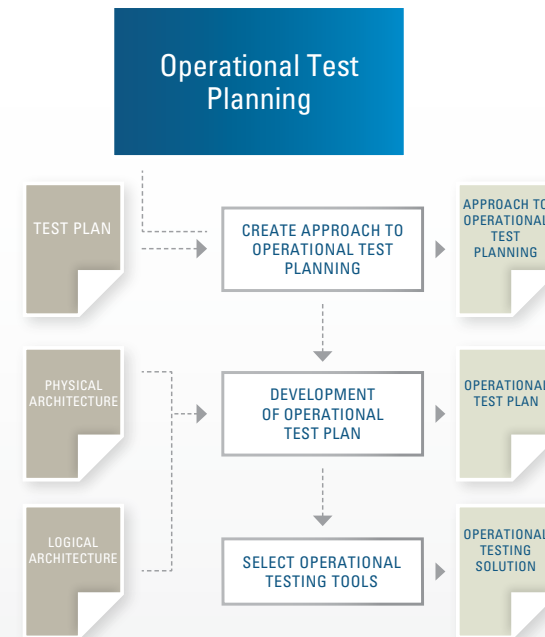 Operational Test
Planning
TEST PLAN
CREATE APPROACH TO
OPERATIONAL TEST
PLANNING
APPROACH TO
OPERATIONAL
TEST
PLANNING
PHYSICAL
ARCHITECTURE
DEVELOPMENT
OF OPERATIONAL
TEST PLAN
OPERATIONAL
TEST PLAN
LOGICAL
ARCHITECTURE
SELECT OPERATIONAL
TESTING TOOLS
OPERATIONAL
TESTING
SOLUTION